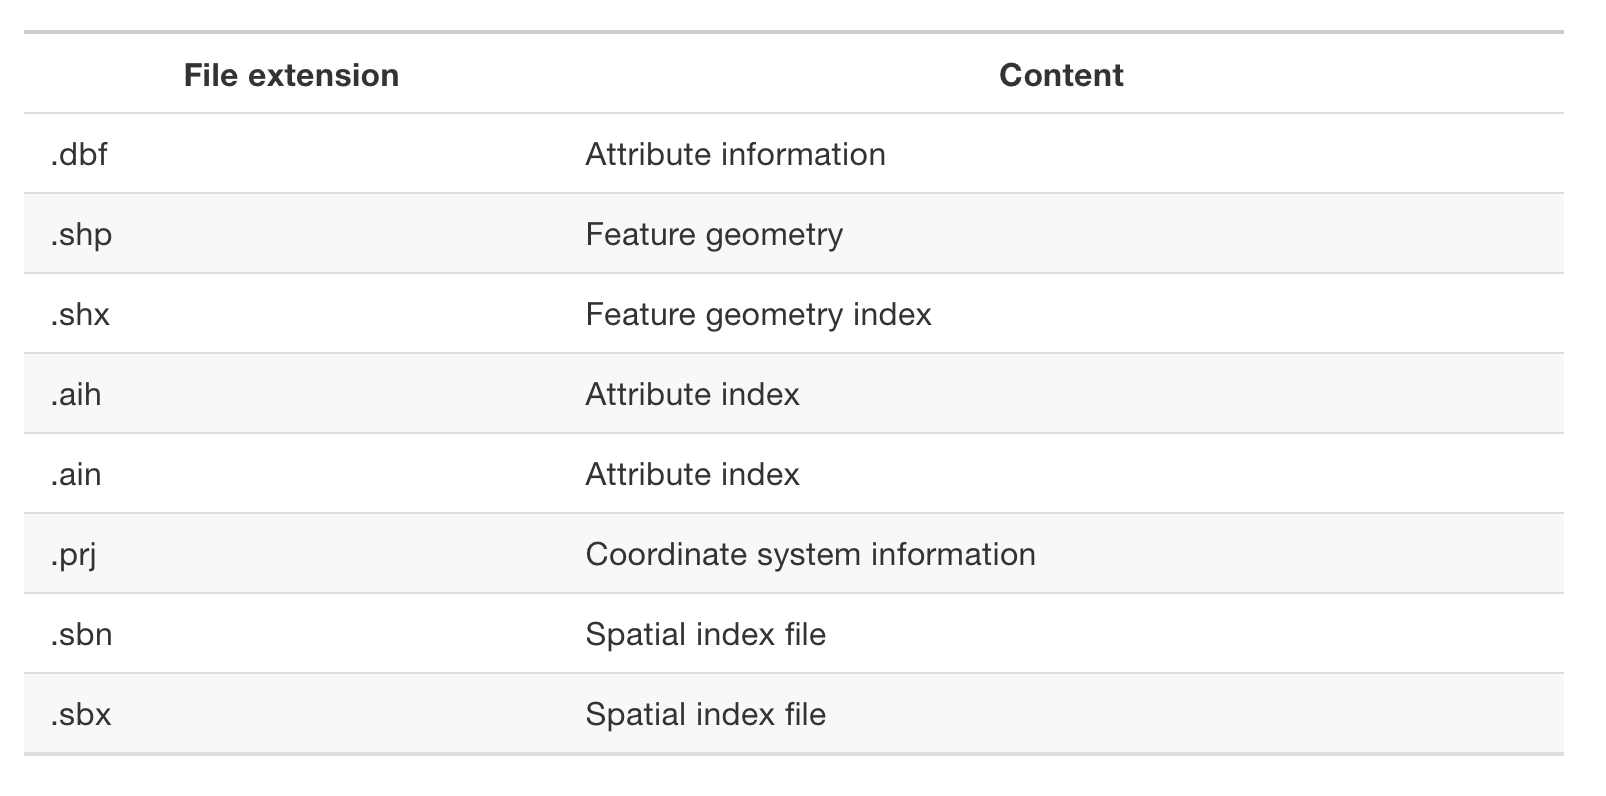 File extension Content
.dbf Attribute information
.shp Feature geometry
.shx Feature geometry index
.aih Attribute index
.ain Attribute index
.prj Coordinate system information
.sbn Spatial index file
.sbx Spatial index file